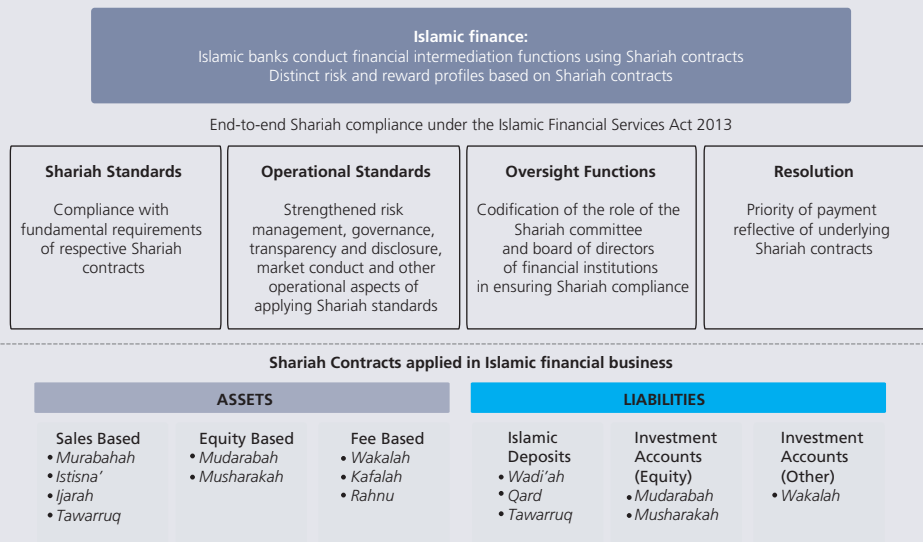 Islamic finance:
Islamic banks conduct financial intermediation functions using Shariah contracts
Distinct risk and reward profiles based on Shariah contracts
End-to-end Shariah compliance under the Islamic Financial Services Act 2013
Shariah Standards
Compliance with
fundamental requirements
of respective Shariah
contracts
Operational Standards
Strengthened risk
management, governance,
transparency and disclosure,
market conduct and other
operational aspects of
applying Shariah standards
Oversight Functions
Codification of the role of the
Shariah committee
and board of directors
of financial institutions
in ensuring Shariah compliance
Resolution
Priority of payment
reflective of underlying
Shariah contracts
Shariah Contracts applied in Islamic financial business
ASSETS
Sales Based
• Murabahah
• Istisna’
• Ijarah
• Tawarruq
Equity Based
• Mudarabah
• Musharakah
Fee Based
• Wakalah
• Kafalah
• Rahnu
LIABILITIES
Islamic
Deposits
• Wadi’ah
• Qard
• Tawarruq
Investment
Accounts
(Equity)
• Mudarabah
• Musharakah
Investment
Accounts
(Other)
• Wakalah